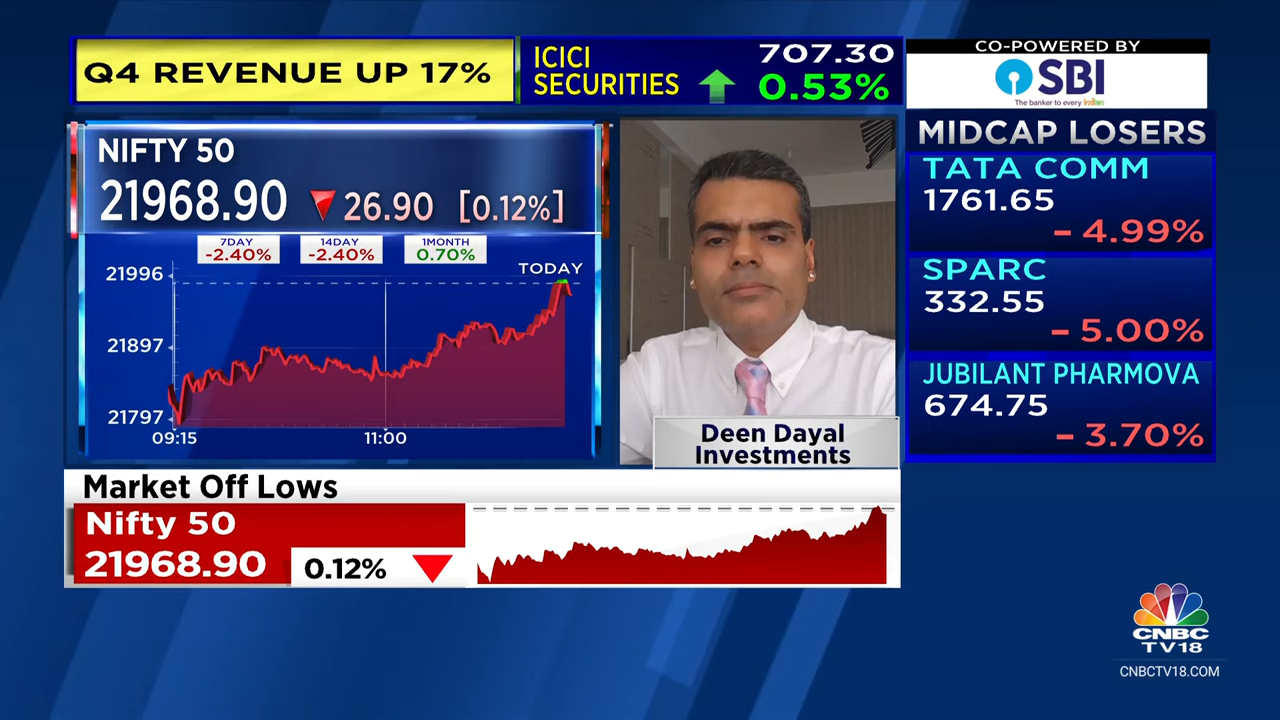 Q4 REVENUE UP 17%
ICICI
SECURITIES
707.30
0.53%
CO-POWERED BY
SBI
The banker to every Indian
NIFTY 50
21968.90 26.90 [0.12%]
7DAY
-2.40%
14DAY
-2.40%
1MONTH
0.70%
TODAY
21996
21897
21797
09:15
11:00
Deen Dayal
Investments
MIDCAP LOSERS
TATA COMM
1761.65
- 4.99%
SPARC
332.55
- 5.00%
JUBILANT PHARMOVA
674.75
- 3.70%
Market Off Lows
Nifty 50
21968.90
0.12%
CNBC
TV18
CNBCTV18.COM